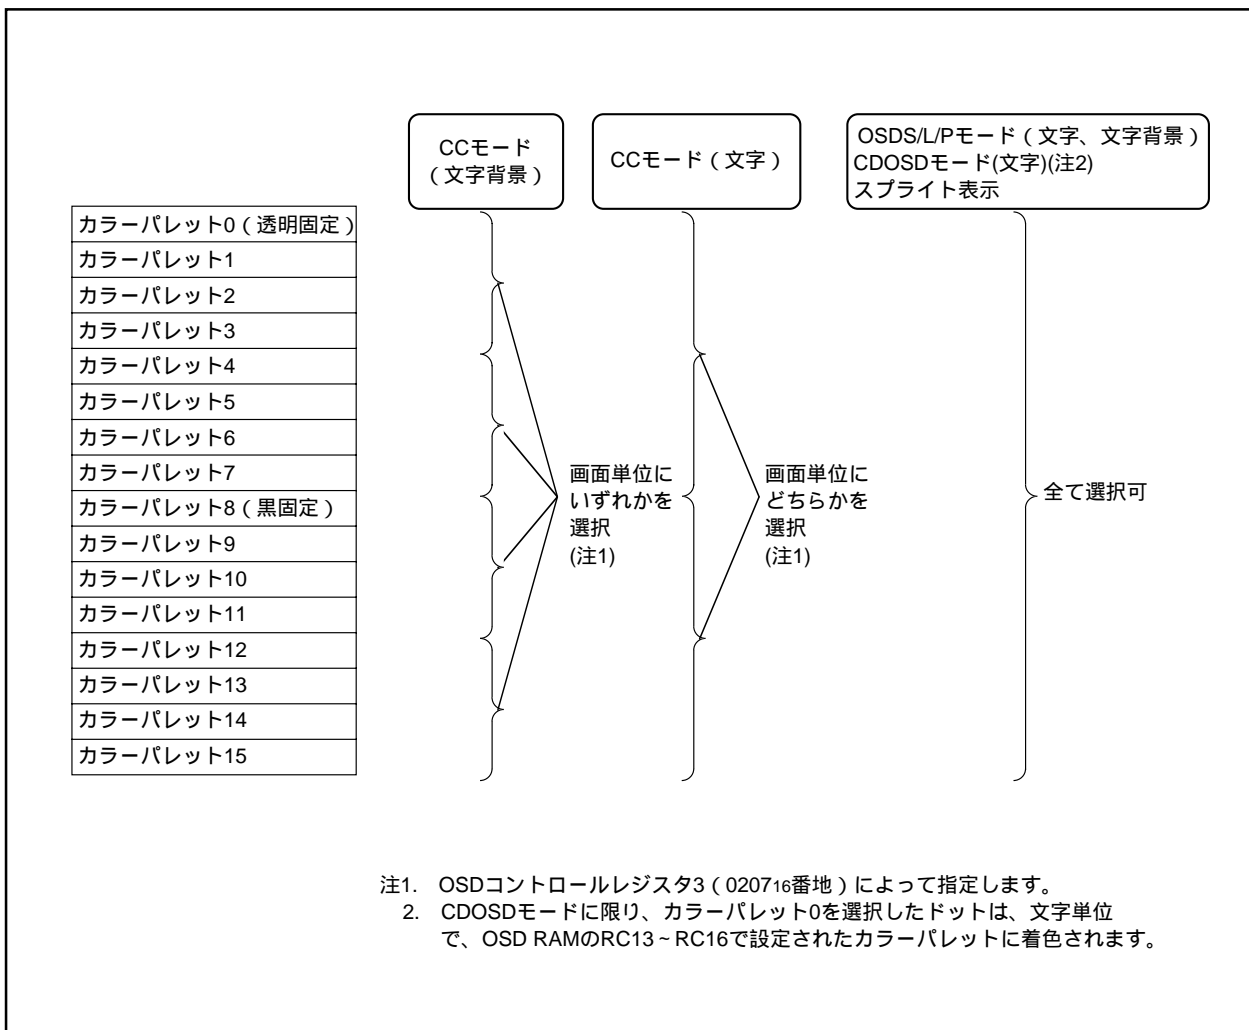 CCモード
（文字背景）
CCモード（文字）
OSDS/L/Pモード（文字、文字背景）
CDOSDモード(文字)(注2)
スプライト表示
カラーパレット0（透明固定）
カラーパレット1
カラーパレット2
カラーパレット3
カラーパレット4
カラーパレット5
カラーパレット6
カラーパレット7
カラーパレット8（黒固定）
カラーパレット9
カラーパレット10
カラーパレット11
カラーパレット12
カラーパレット13
カラーパレット14
カラーパレット15
画面単位に
いずれかを
選択
(注1)
画面単位に
どちらかを
選択
(注1)
全て選択可
注1. OSDコントロールレジスタ3（020716番地）によって指定します。
2. CDOSDモードに限り、カラーパレット0を選択したドットは、文字単位
で、OSD RAMのRC13~RC16で設定されたカラーパレットに着色されます。